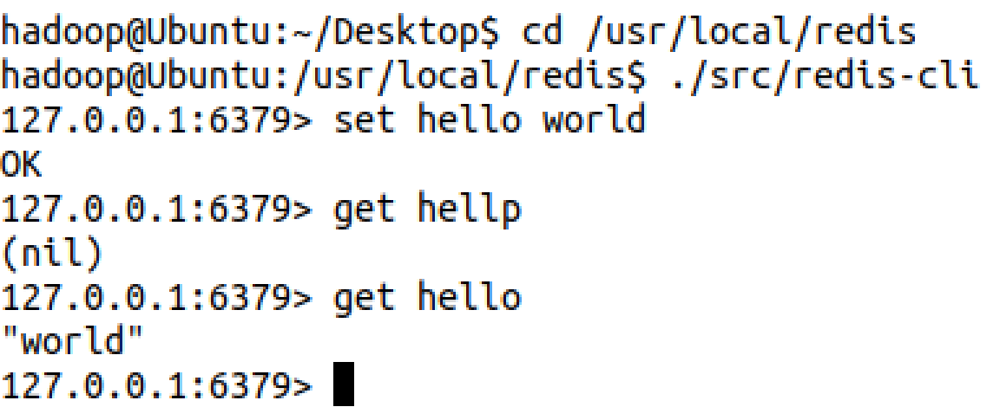 hadoop@Ubuntu:~/Desktop$ cd /usr/local/redis
hadoop@Ubuntu:/usr/local/redis$ ./src/redis-cli
127.0.0.1:6379> set hello world
OK
127.0.0.1:6379> get hellp
(nil)
127.0.0.1:6379> get hello
"world"
127.0.0.1:6379>